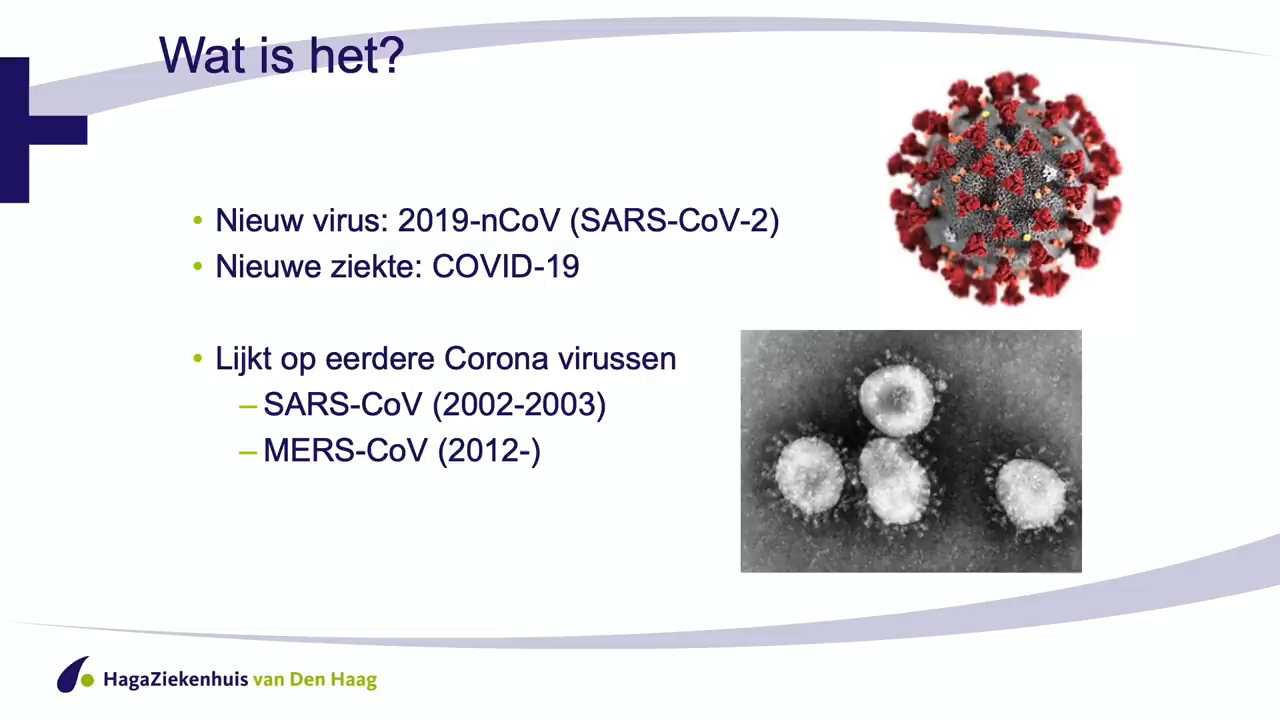 Wat is het?
• Nieuw virus: 2019-nCoV (SARS-CoV-2)
• Nieuwe ziekte: COVID-19
• Lijkt op eerdere Corona virussen
– SARS-CoV (2002-2003)
– MERS-CoV (2012-)
HagaZiekenhuis van Den Haag